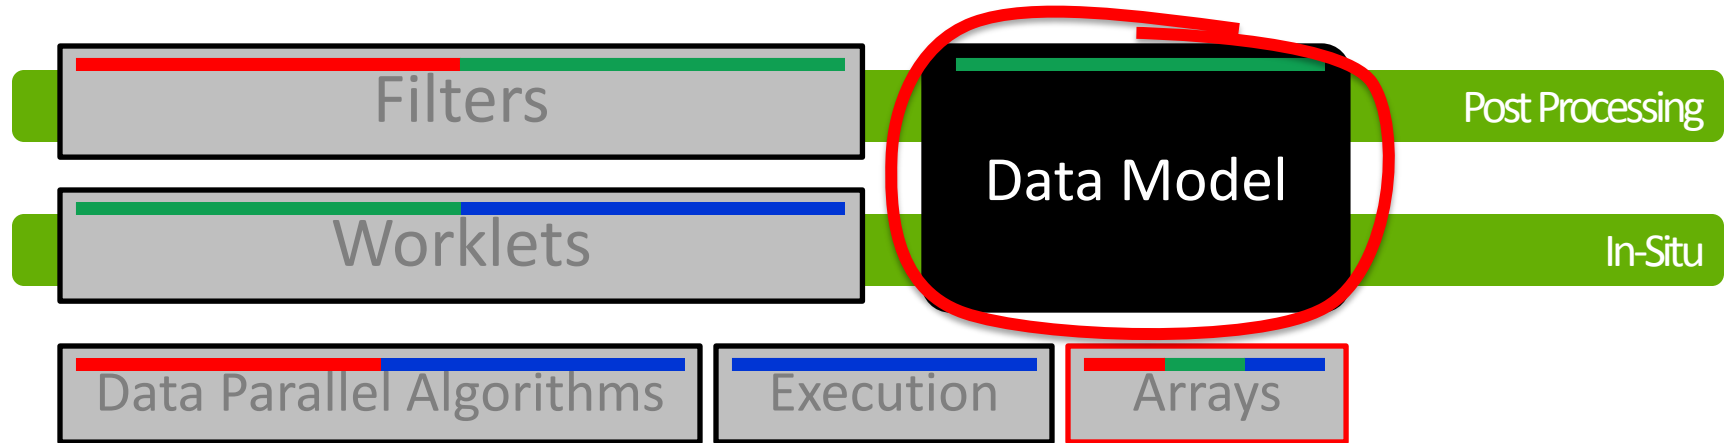 Filters
Post Processing
Data Model
Worklets
In-Situ
Data Parallel Algorithms
Execution
Arrays